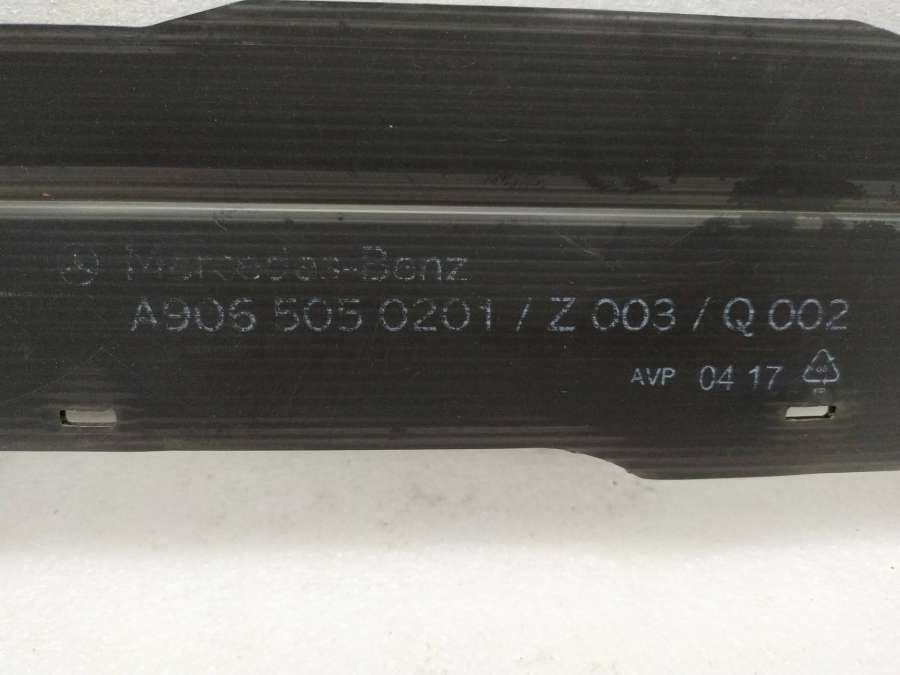 Mercedes-Benz
A906 505 0201 / Z 003 / Q 002
AVP 04 17